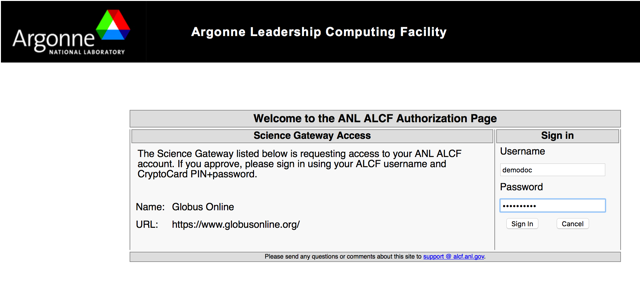 Argonne
NATIONAL LABORATORY
Argonne Leadership Computing Facility
Welcome to the ANL ALCF Authorization Page
Science Gateway Access
The Science Gateway listed below is requesting access to your ANL ALCF
account. If you approve, please sign in using your ALCF username and
CryptoCard PIN+password.
Name: Globus Online
URL: https://www.globusonline.org/
Sign in
Username
demodoc
Password
••••••••••
Sign In Cancel
Please send any questions or comments about this site to support @ alcf.anl.gov.